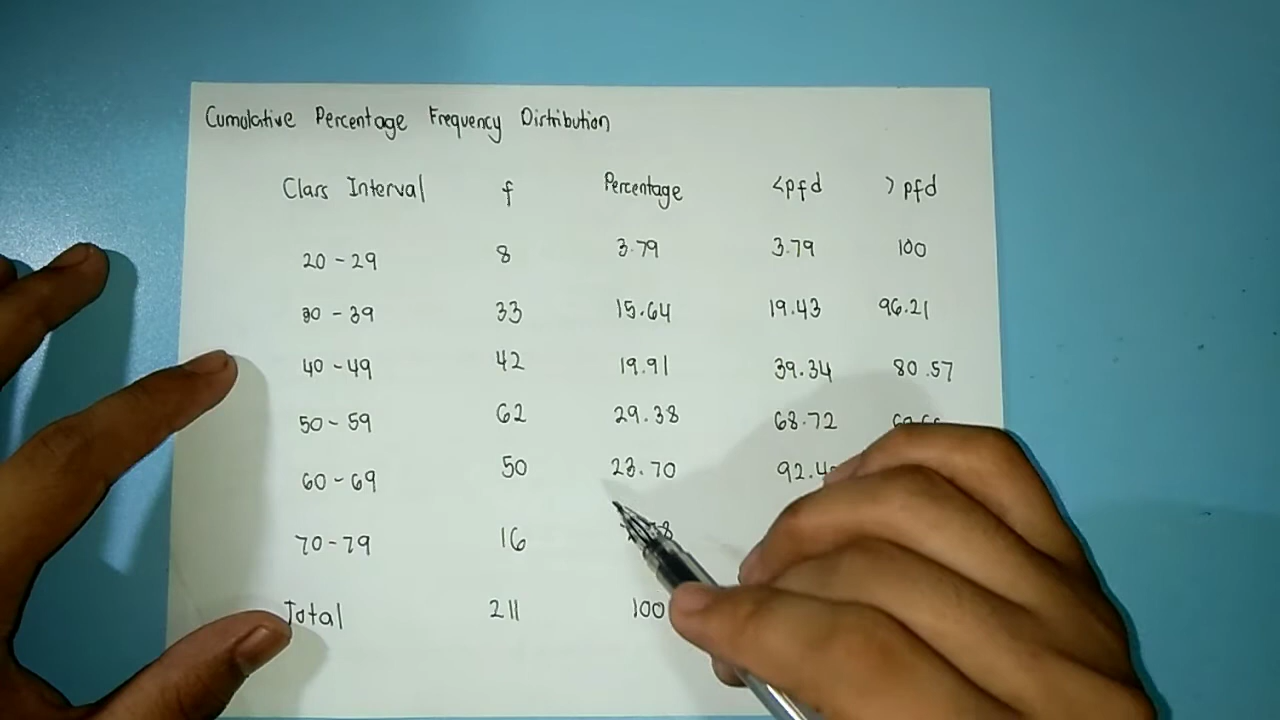 Cumulative Percentage Frequency Distribution
Class Interval f Percentage <pfd >pfd
20 - 29 8 3.79 3.79 100
30 - 39 33 15.64 19.43 96.21
40 - 49 42 19.91 39.34 80.57
50 - 59 62 29.38 68.72
60 - 69 50 23.70
70 - 79 16
Total 211 100